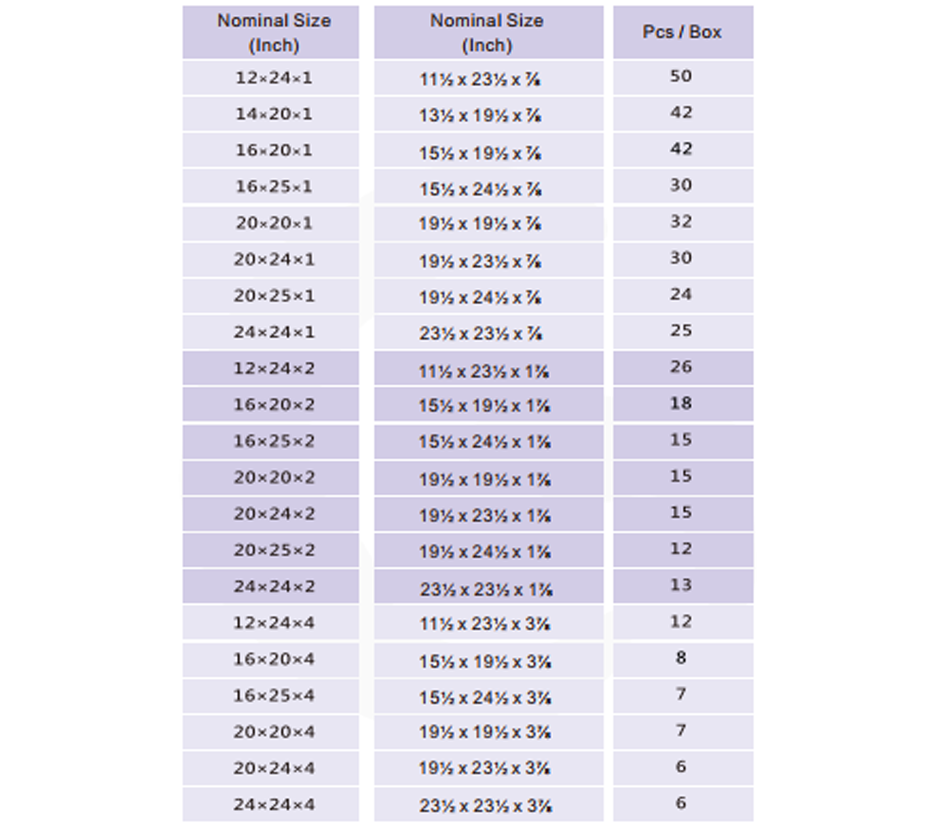 Nominal Size (Inch) Nominal Size (Inch) Pcs / Box
12×24×1 11½ x 23½ x ⅞ 50
14×20×1 13½ x 19½ x ⅞ 42
16×20×1 15½ x 19½ x ⅞ 42
16×25×1 15½ x 24½ x ⅞ 30
20×20×1 19½ x 19½ x ⅞ 32
20×24×1 19½ x 23½ x ⅞ 30
20×25×1 19½ x 24½ x ⅞ 24
24×24×1 23½ x 23½ x ⅞ 25
12×24×2 11½ x 23½ x 1⅞ 26
16×20×2 15½ x 19½ x 1⅞ 18
16×25×2 15½ x 24½ x 1⅞ 15
20×20×2 19½ x 19½ x 1⅞ 15
20×24×2 19½ x 23½ x 1⅞ 15
20×25×2 19½ x 24½ x 1⅞ 12
24×24×2 23½ x 23½ x 1⅞ 13
12×24×4 11½ x 23½ x 3⅞ 12
16×20×4 15½ x 19½ x 3⅞ 8
16×25×4 15½ x 24½ x 3⅞ 7
20×20×4 19½ x 19½ x 3⅞ 7
20×24×4 19½ x 23½ x 3⅞ 6
24×24×4 23½ x 23½ x 3⅞ 6